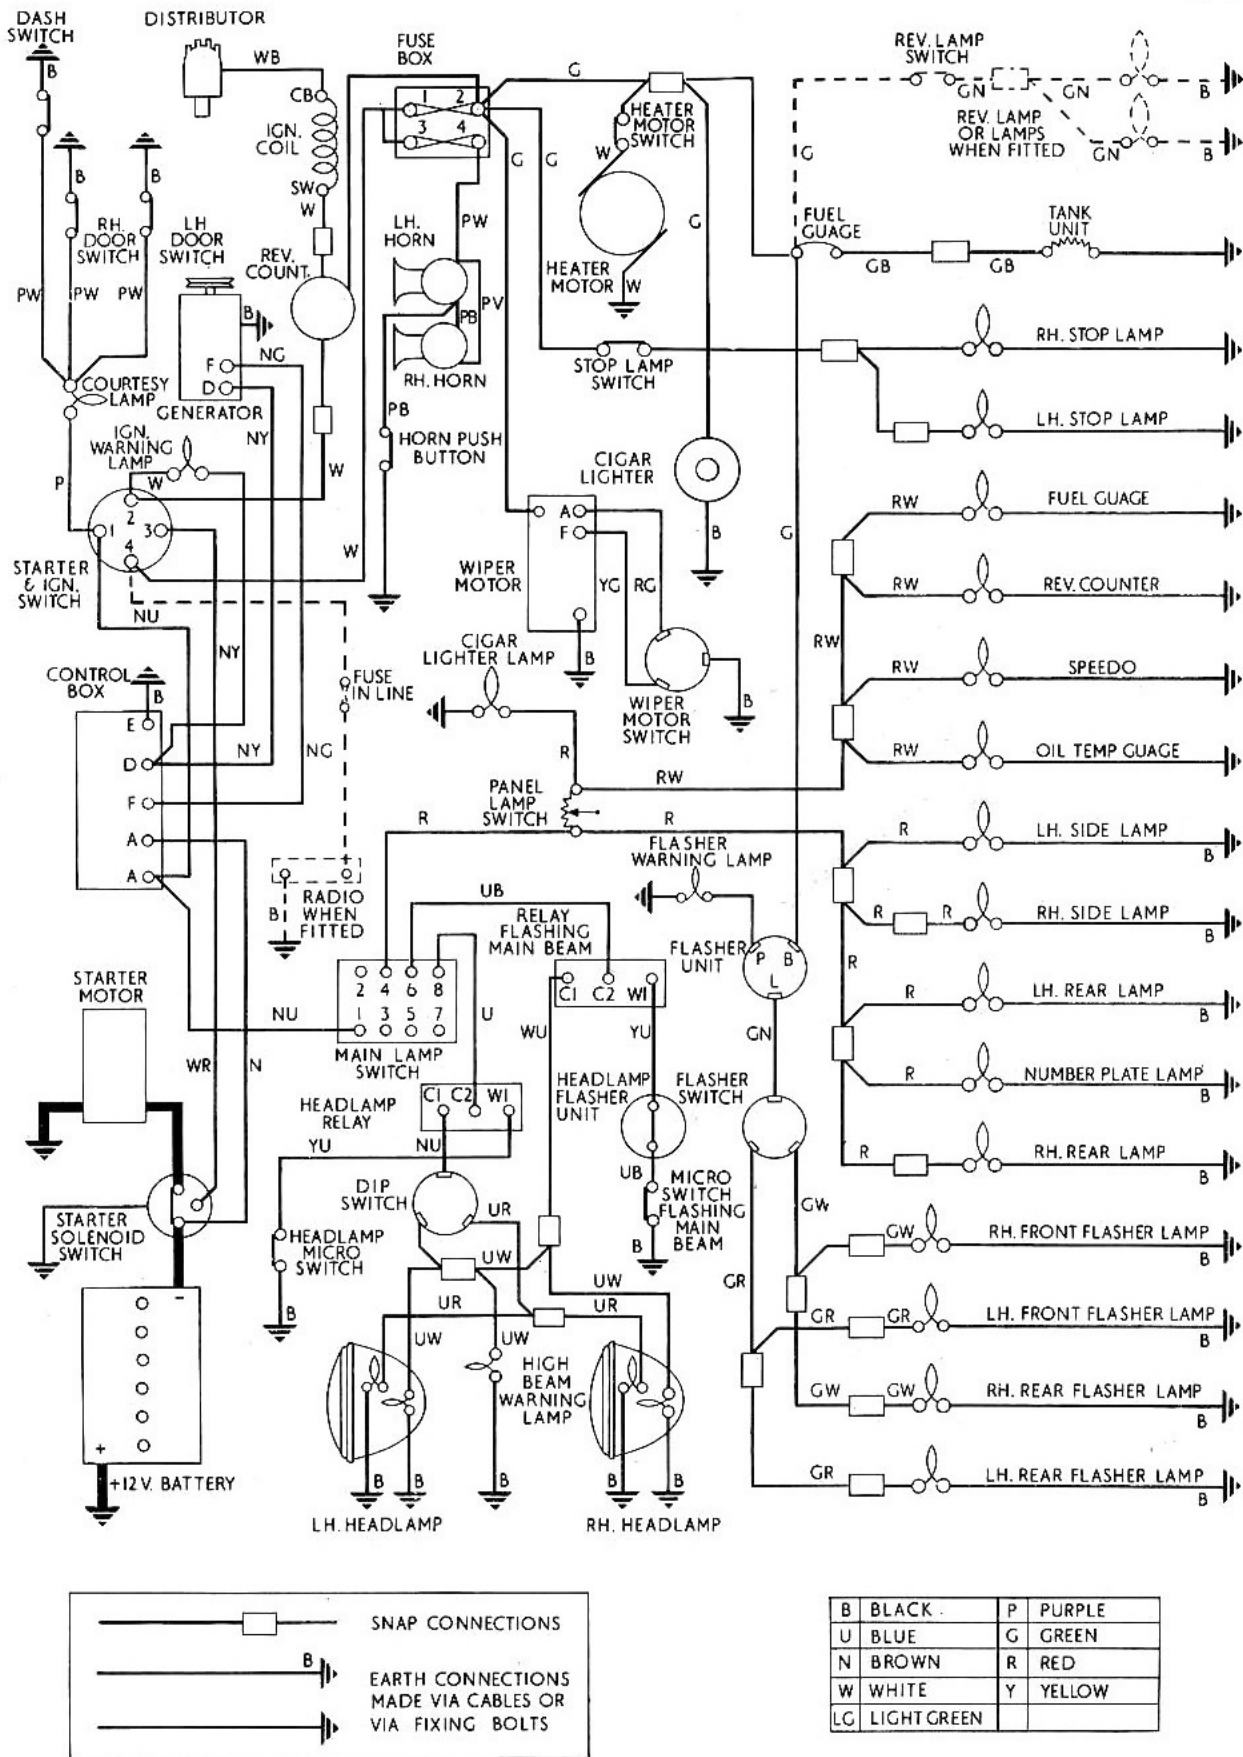 DASH
SWITCH
B
DISTRIBUTOR
WB
FUSE
BOX
G
REV. LAMP
SWITCH
GN
GN
B
CB
IGN.
COIL
1 2
3 4
HEATER
MOTOR
SWITCH
REV. LAMP
OR LAMPS
WHEN FITTED
GN
B
B
B
SW
W
G
G
W
G
G
RH.
DOOR
SWITCH
LH
DOOR
SWITCH
REV.
COUNT.
LH.
HORN
PW
HEATER
MOTOR
W
FUEL
GUAGE
GB
GB
TANK
UNIT
PW
PW
PW
B
PB
PV
NG
F
D
GENERATOR
NY
RH. HORN
STOP LAMP
SWITCH
RH. STOP LAMP
COURTESY
LAMP
PB
LH. STOP LAMP
IGN.
WARNING
LAMP
W
HORN PUSH
BUTTON
CIGAR
LIGHTER
P
W
RW
FUEL GUAGE
1
2
3
4
A
F
B
G
STARTER
& IGN.
SWITCH
W
WIPER
MOTOR
YG
RG
RW
REV. COUNTER
NU
NY
CIGAR
LIGHTER LAMP
B
RW
RW
SPEEDO
CONTROL
BOX
B
FUSE
IN LINE
WIPER
MOTOR
SWITCH
B
E
D
F
A
A
NY
NG
R
RW
RW
OIL TEMP GUAGE
PANEL
LAMP
SWITCH
R
R
R
LH. SIDE LAMP
B
FLASHER
WARNING LAMP
B
RADIO
WHEN
FITTED
UB
RELAY
FLASHING
MAIN BEAM
R
R
RH. SIDE LAMP
B
FLASHER
UNIT
P B
L
R
STARTER
MOTOR
2 4 6 8
1 3 5 7
C1 C2 W1
R
LH. REAR LAMP
B
NU
MAIN LAMP
SWITCH
U
WU
YU
GN
WR
N
HEADLAMP
FLASHER
UNIT
FLASHER
SWITCH
R
NUMBER PLATE LAMP
B
HEADLAMP
RELAY
C1 C2 W1
YU
NU
R
RH. REAR LAMP
B
DIP
SWITCH
UR
UB
MICRO
SWITCH
FLASHING
MAIN
BEAM
GW
STARTER
SOLENOID
SWITCH
HEADLAMP
MICRO
SWITCH
UW
B
GW
RH. FRONT FLASHER LAMP
B
UW
GR
B
UR
UR
GR
GR
LH. FRONT FLASHER LAMP
B
-
UW
UW
HIGH
BEAM
WARNING
LAMP
GW
GW
RH. REAR FLASHER LAMP
B
+
+12 V. BATTERY
B
B
B
B
B
GR
LH. REAR FLASHER LAMP
B
LH. HEADLAMP
RH. HEADLAMP
SNAP CONNECTIONS
B
EARTH CONNECTIONS
MADE VIA CABLES OR
VIA FIXING BOLTS
B BLACK P PURPLE
U BLUE G GREEN
N BROWN R RED
W WHITE Y YELLOW
LG LIGHT GREEN